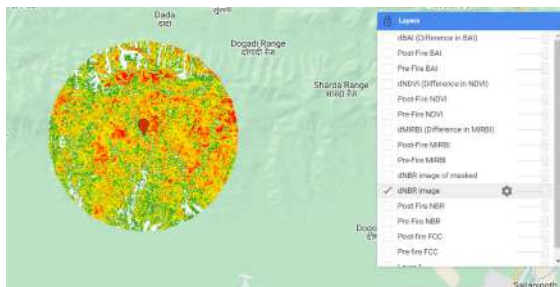 Dada
दादा
Dogadi Range
दोगादी रेंज
Sharda Range
शारदा रेंज
Layers
dBAI (Difference in BAI)
Post-Fire BAI
Pre-Fire BAI
dNDVI (Difference in NDVI)
Post-Fire NDVI
Pre-Fire NDVI
dMIRBI (Difference in MIRBI)
Post-Fire MIRBI
Pre-Fire MIRBI
dNBR image of masked
dNBR image
Post Fire NBR
Pre-Fire NBR
Post-fire FCC
Pre-fire FCC